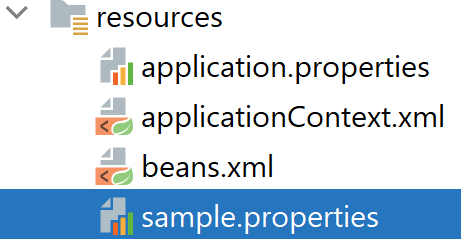 resources
application.properties
applicationContext.xml
beans.xml
sample.properties